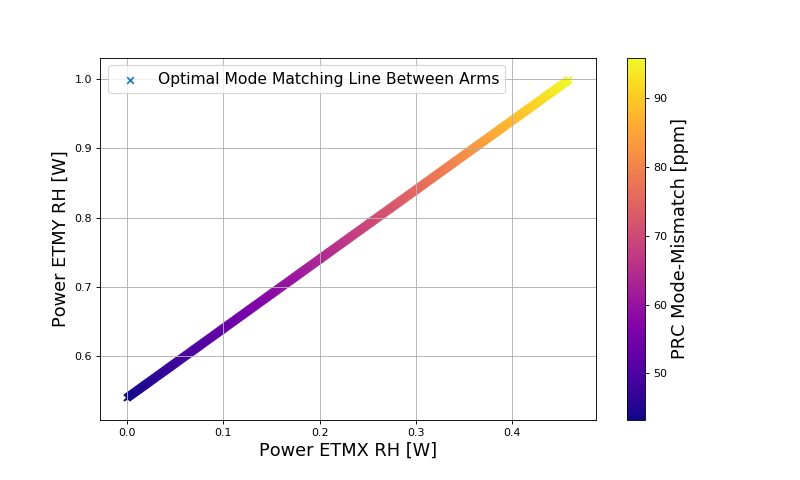 Optimal Mode Matching Line Between Arms
1.0
0.9
0.8
0.7
0.6
Power ETMY RH [W]
0.0 0.1 0.2 0.3 0.4
Power ETMX RH [W]
90
80
70
60
50
PRC Mode-Mismatch [ppm]